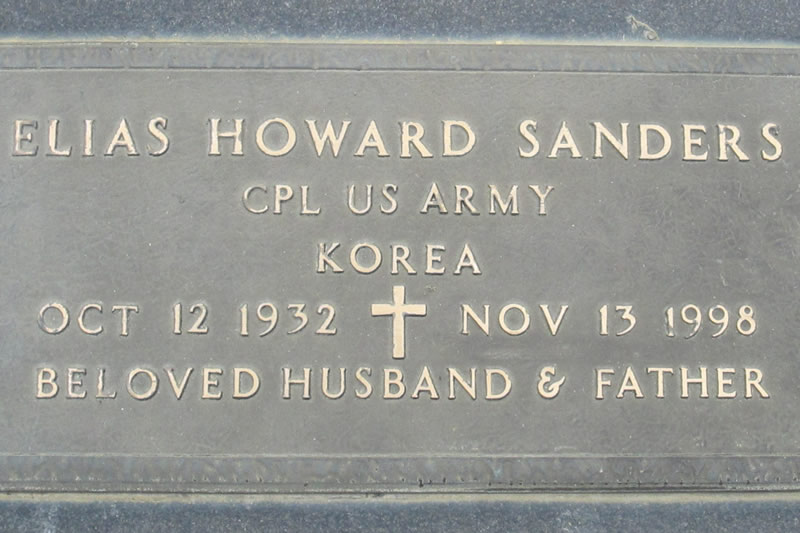 ELIAS HOWARD SANDERS
CPL US ARMY
KOREA
OCT 12 1932 NOV 13 1998
BELOVED HUSBAND & FATHER